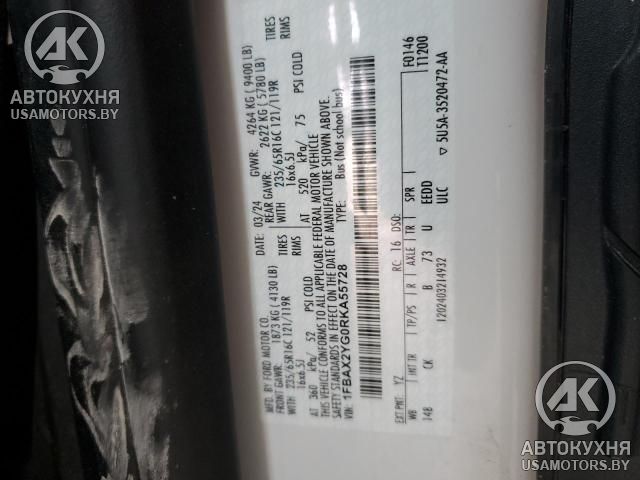 MFD. BY FORD MOTOR CO.
DATE: 03/24 GVWR: 4264 KG ( 9400 LB)
FRONT GAWR: 1873 KG ( 4130 LB) REAR GAWR: 2622 KG ( 5780 LB)
WITH 235/65R16C 121/119R TIRES WITH 235/65R16C 121/119R TIRES
16x6.5J RIMS 16x6.5J RIMS
AT 360 kPa/ 52 PSI COLD AT 520 kPa/ 75 PSI COLD
THIS VEHICLE CONFORMS TO ALL APPLICABLE FEDERAL MOTOR VEHICLE
SAFETY STANDARDS IN EFFECT ON THE DATE OF MANUFACTURE SHOWN ABOVE.
VIN: 1FBAX2YG0RKA55728 TYPE: Bus (Not school bus)
F0146
T1200
EXT PNT: YZ RC: 16 DSO:
WB INT TR TP/PS R AXLE TR SPR
148 CK B 73 U EEDD
1202403214932 ULC
▽ 5U5A-3520472-AA
АК
АВТОКУХНЯ
USAMOTORS.BY
АК
АВТОКУХНЯ
USAMOTORS.BY